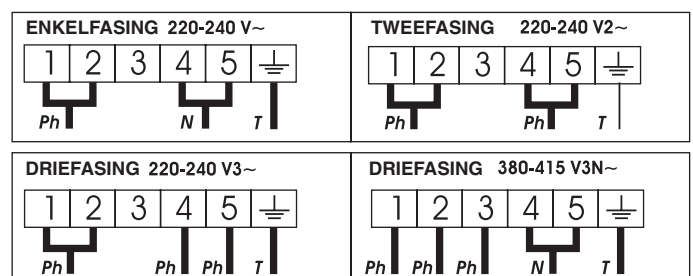 ENKELFASING 220-240 V~
1 2 3 4 5
Ph N T
TWEEFASING 220-240 V2~
1 2 3 4 5
Ph Ph T
DRIEFASING 220-240 V3~
1 2 3 4 5
Ph Ph Ph T
DRIEFASING 380-415 V3N~
1 2 3 4 5
Ph Ph Ph N T